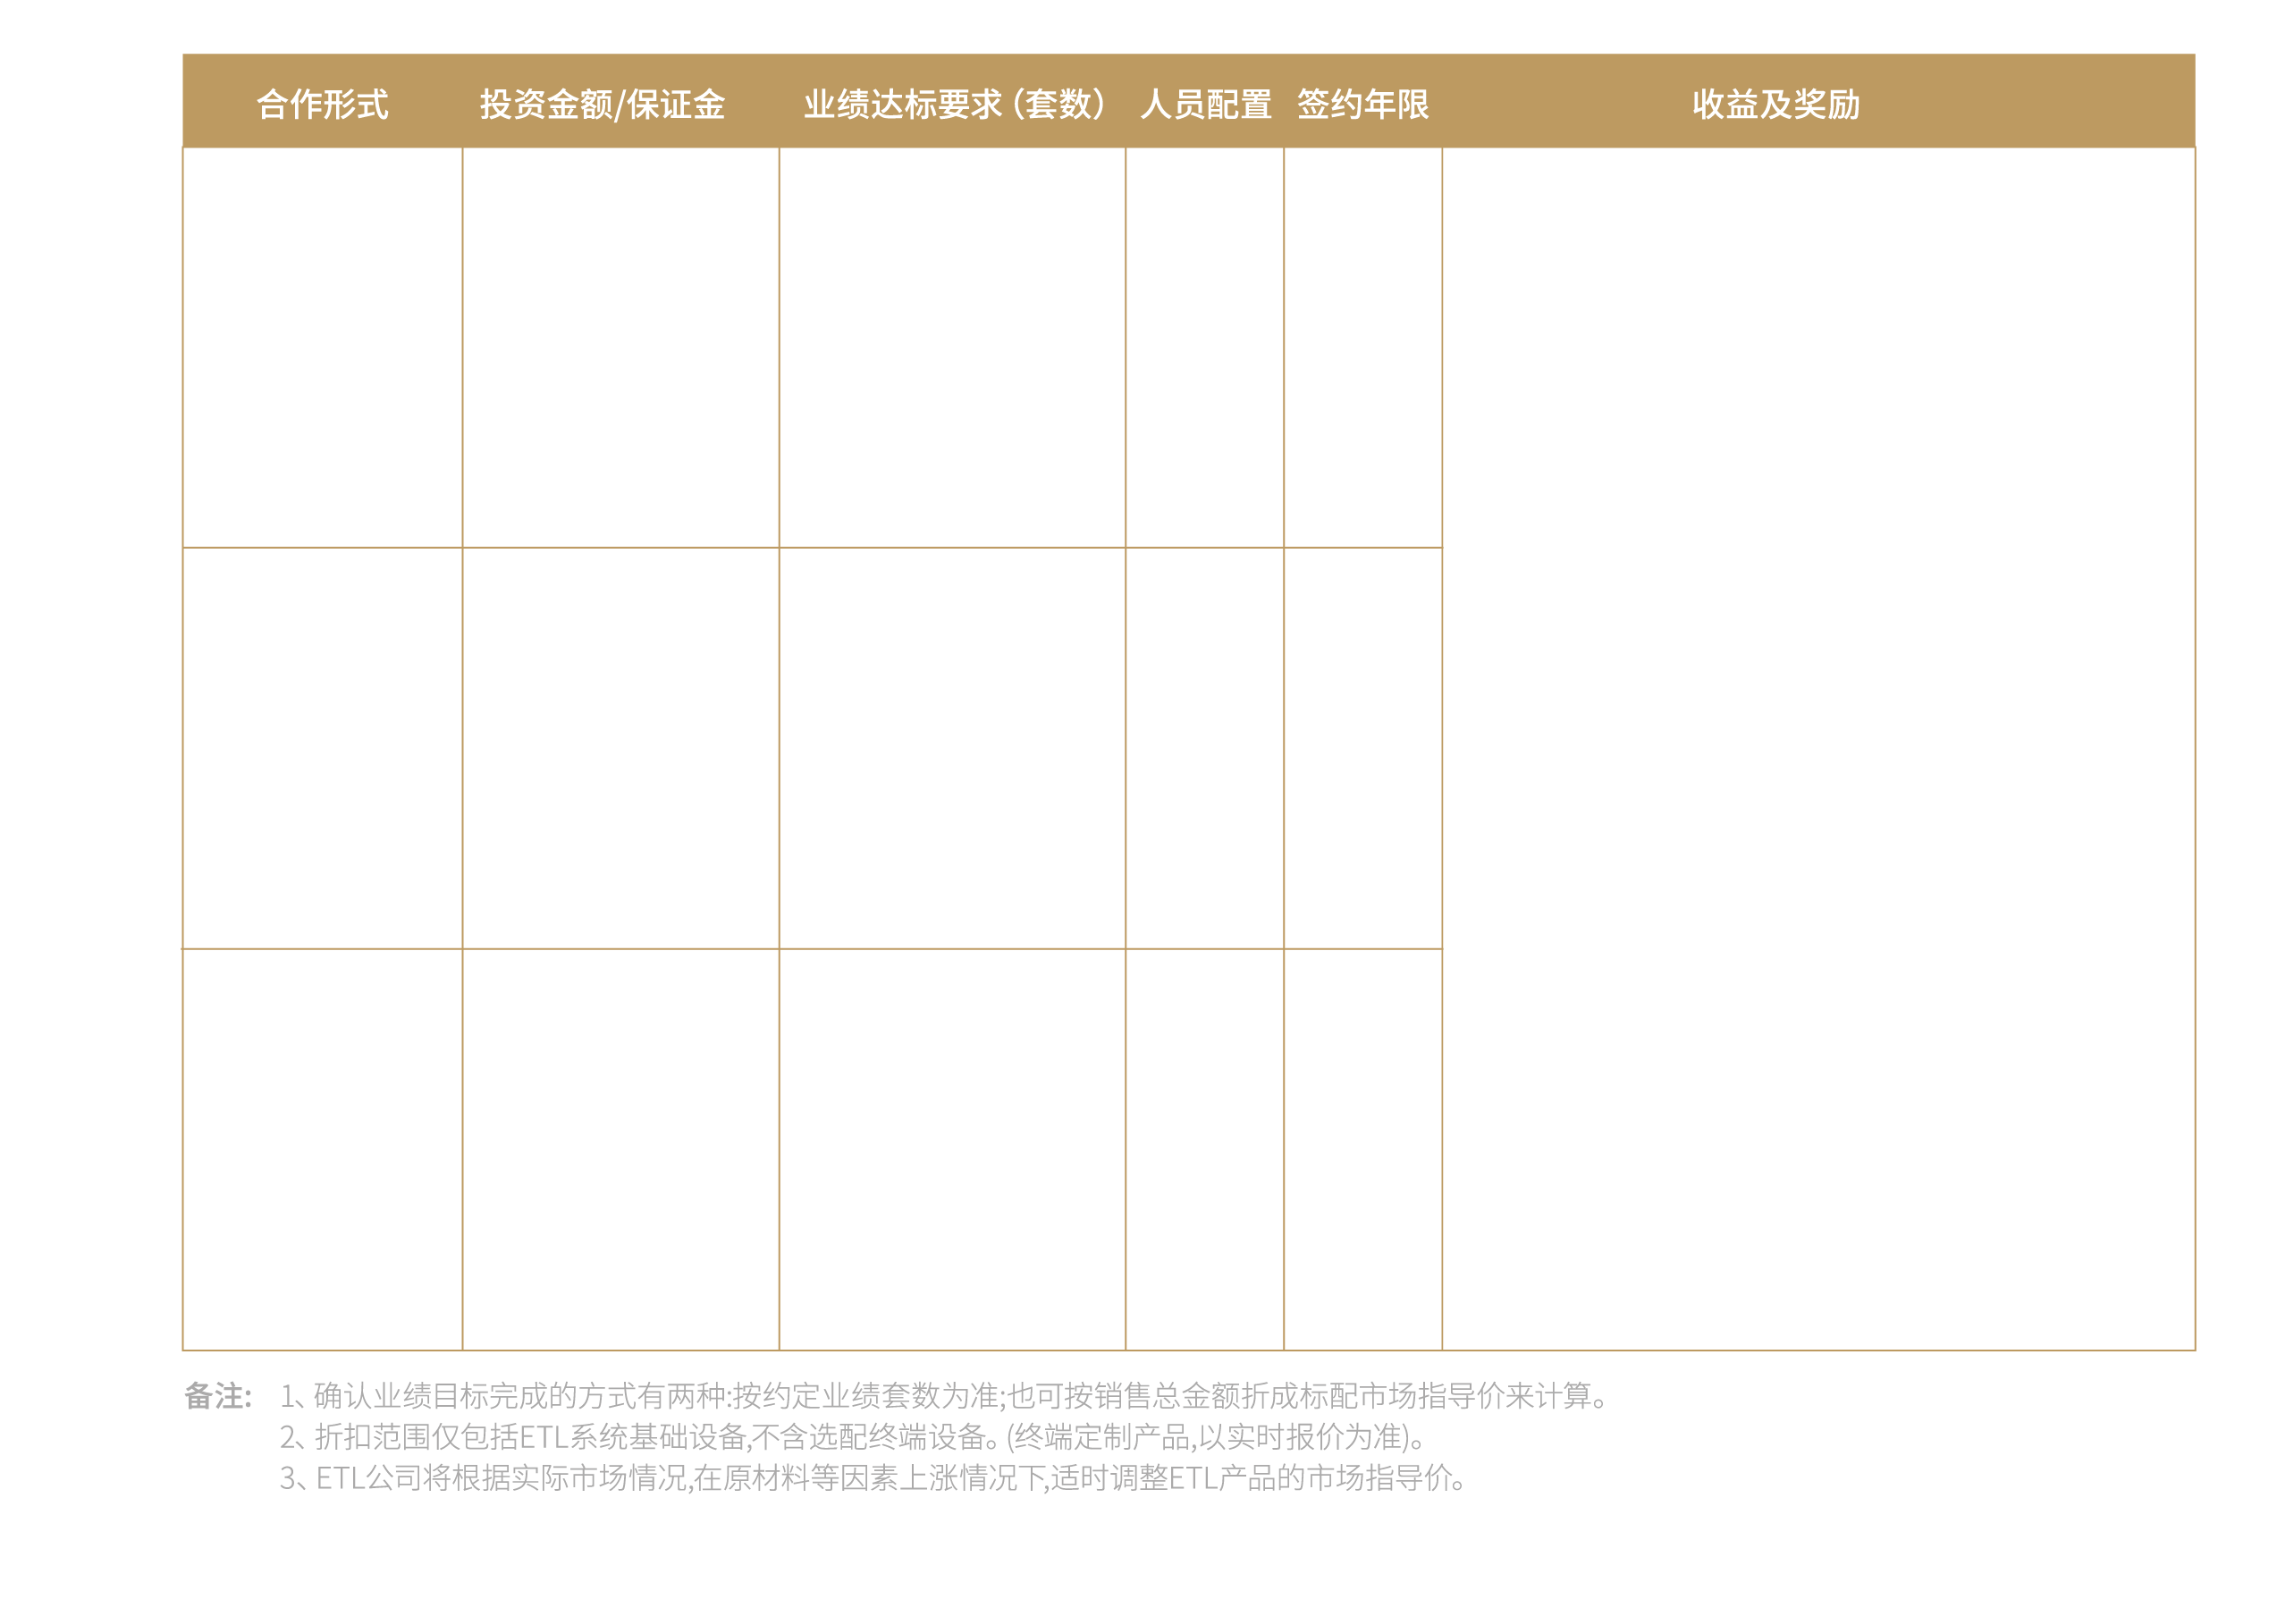 合作形式 投资金额/保证金 业绩达标要求（套数） 人员配置 签约年限 收益及奖励
备注： 1、确认业绩目标完成的方式有两种：按约定业绩套数为准；也可按销售总金额折成标配市场指导价来计算。
2、折扣范围仅包括ETL系统基础设备，不含选配终端设备。（终端定制产品，以实时报价为准）。
3、ETL公司将根据实际市场情况，在原材料等因素上涨情况下，适时调整ETL产品的市场指导价。